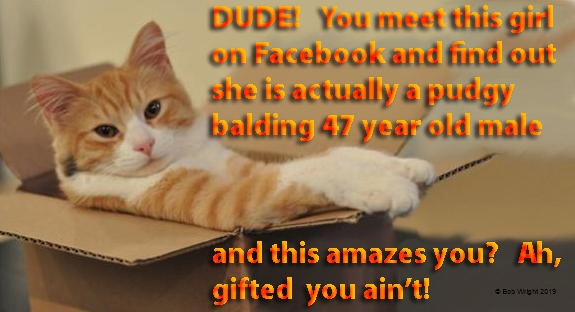 DUDE!   You meet this girl
on Facebook and find out
she is actually a pudgy
balding 47 year old male
and this amazes you?   Ah,
gifted  you ain't!
© Bob Wright 2019